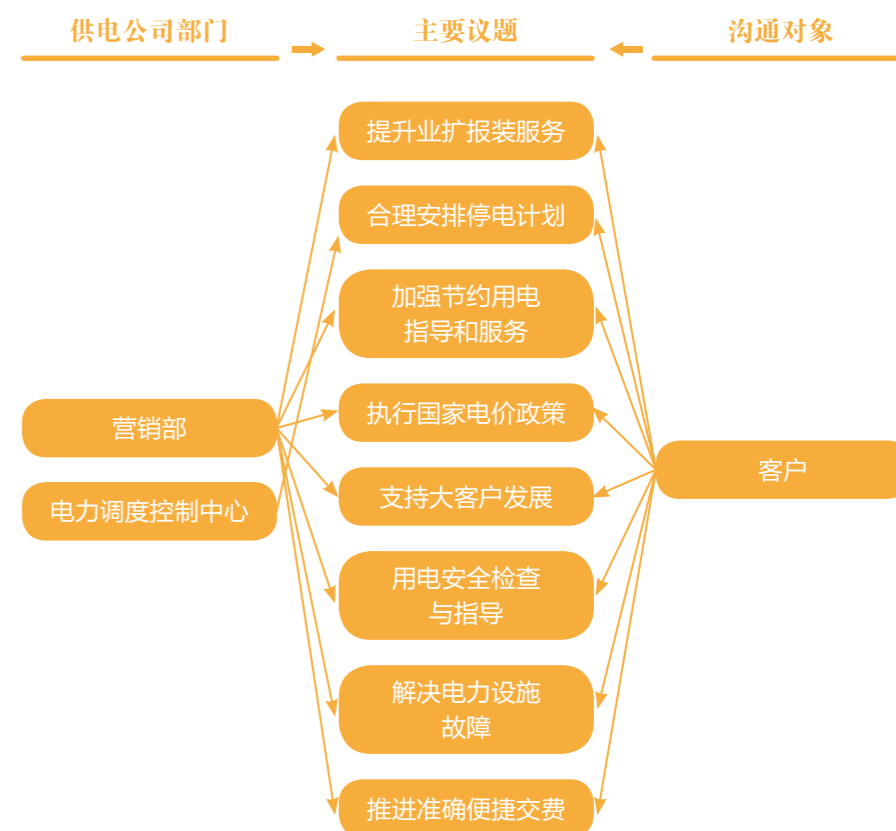 供电公司部门
主要议题
沟通对象
提升业扩报装服务
合理安排停电计划
加强节约用电
指导和服务
执行国家电价政策
支持大客户发展
用电安全检查
与指导
解决电力设施
故障
推进准确便捷交费
营销部
电力调度控制中心
客户